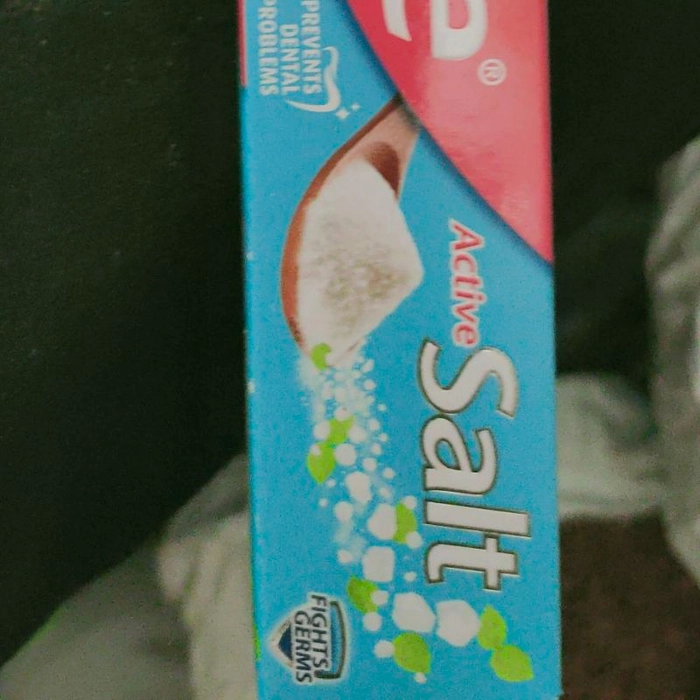 ®
PREVENTS
DENTAL
PROBLEMS
Active
Salt
FIGHTS
GERMS